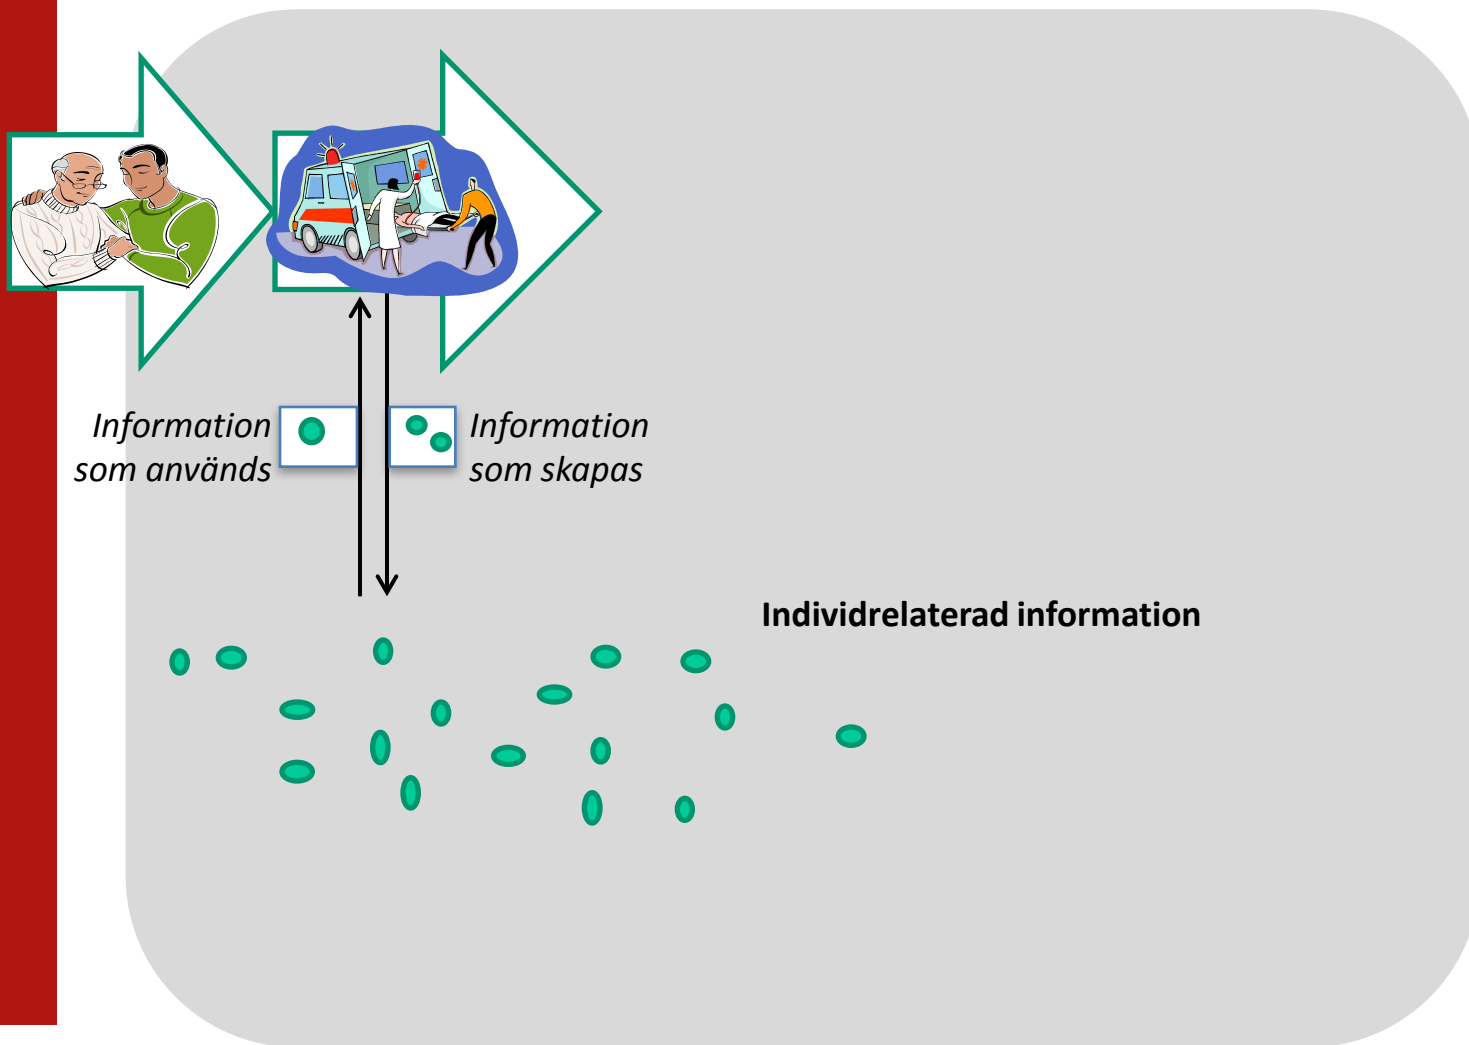 Information
som används
Information
som skapas
Individrelaterad information